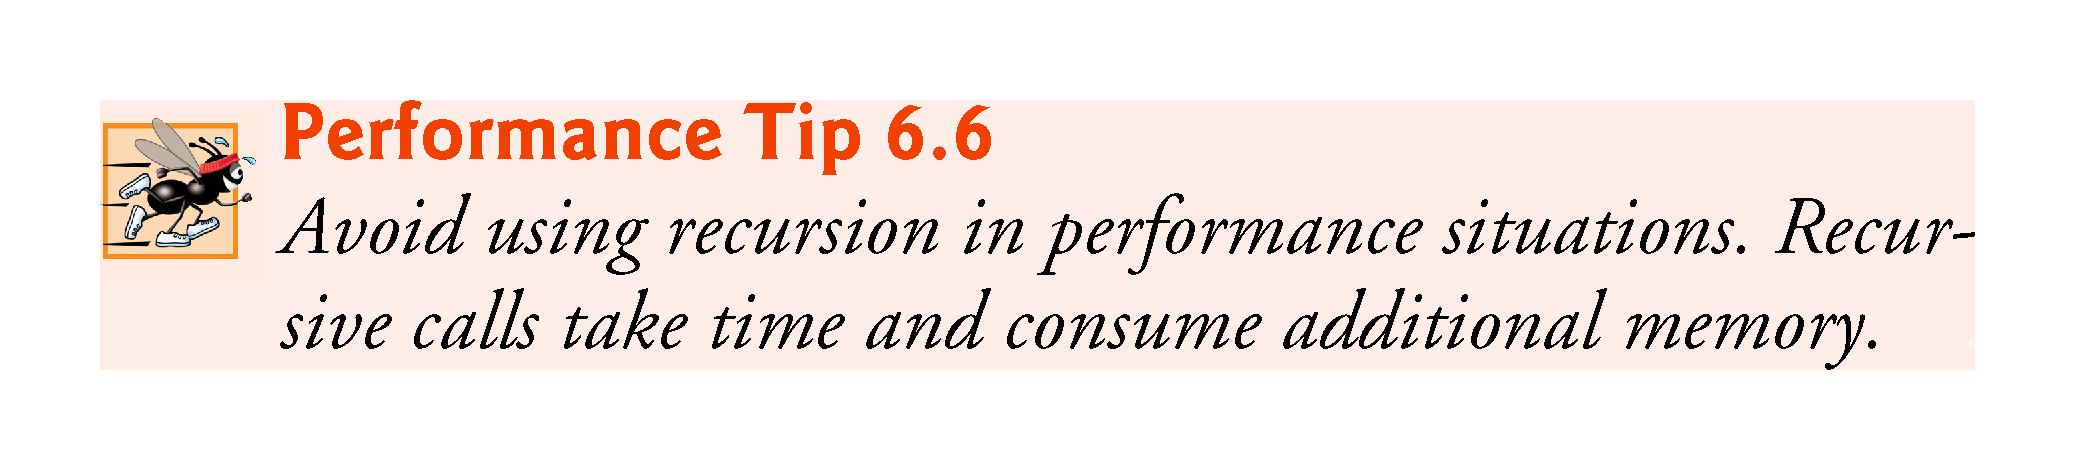 Performance Tip 6.6
Avoid using recursion in performance situations. Recur-
sive calls take time and consume additional memory.